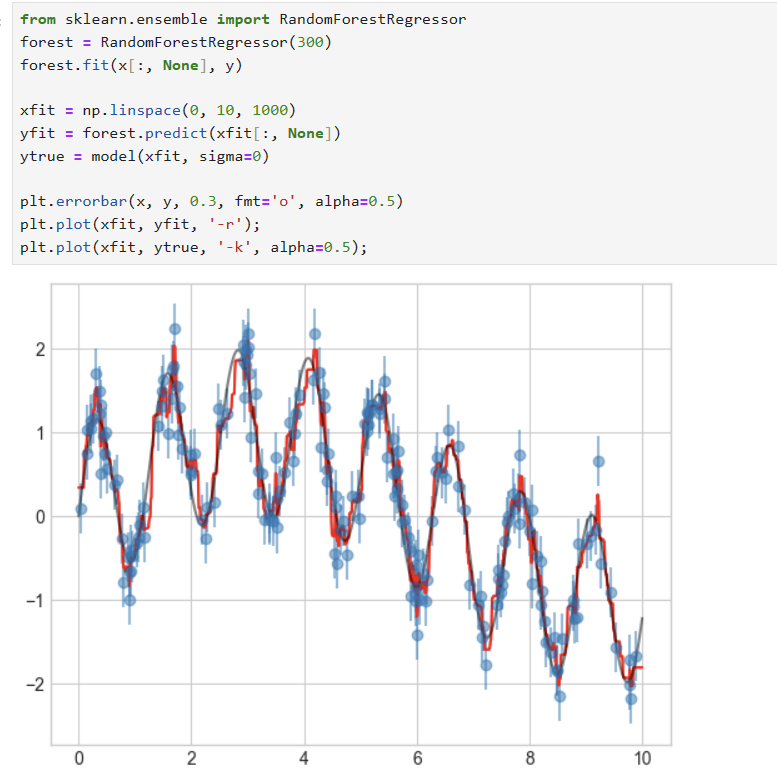 from sklearn.ensemble import RandomForestRegressor
forest = RandomForestRegressor(300)
forest.fit(x[:, None], y)
xfit = np.linspace(0, 10, 1000)
yfit = forest.predict(xfit[:, None])
ytrue = model(xfit, sigma=0)
plt.errorbar(x, y, 0.3, fmt='o', alpha=0.5)
plt.plot(xfit, yfit, '-r');
plt.plot(xfit, ytrue, '-k', alpha=0.5);
2
1
0
−1
−2
0 2 4 6 8 10